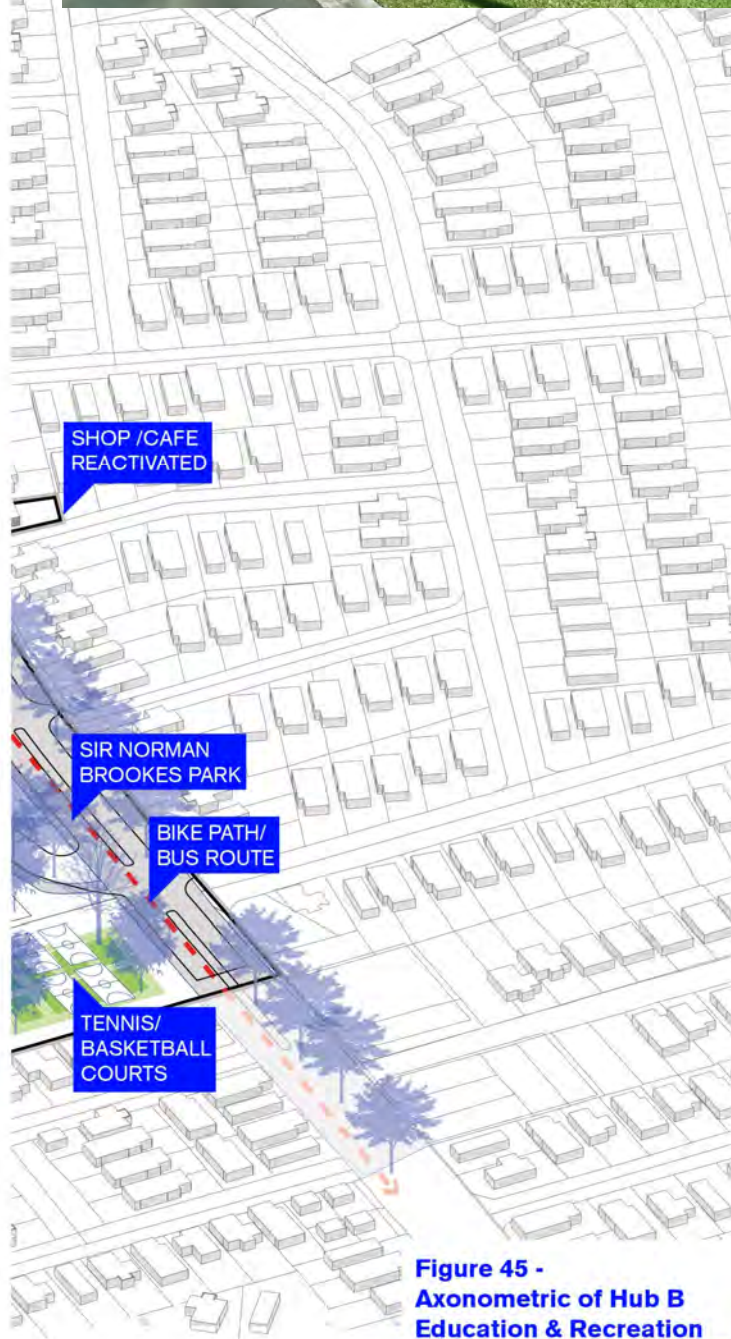 SHOP /CAFE
REACTIVATED
SIR NORMAN
BROOKES PARK
BIKE PATH/
BUS ROUTE
TENNIS/
BASKETBALL
COURTS
Figure 45 -
Axonometric of Hub B
Education & Recreation